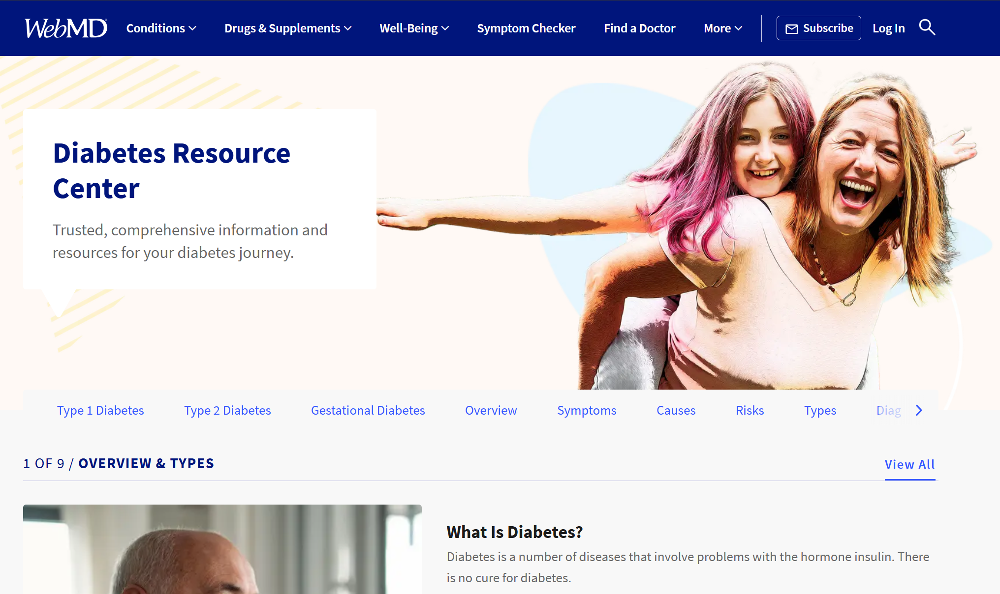 WebMD Conditions Drugs & Supplements Well-Being Symptom Checker Find a Doctor More Subscribe Log In
Diabetes Resource
Center
Trusted, comprehensive information and
resources for your diabetes journey.
Type 1 Diabetes Type 2 Diabetes Gestational Diabetes Overview Symptoms Causes Risks Types Diag
1 OF 9 / OVERVIEW & TYPES View All
What Is Diabetes?
Diabetes is a number of diseases that involve problems with the hormone insulin. There
is no cure for diabetes.